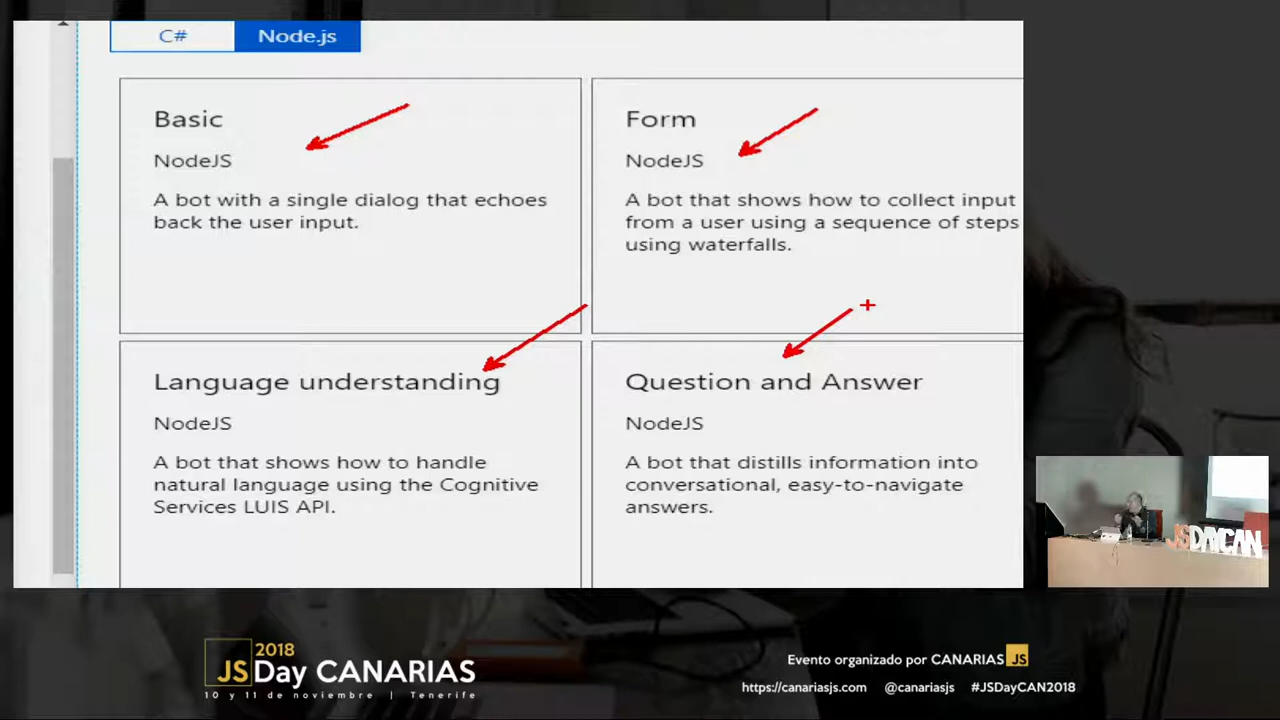 C#
Node.js
Basic
NodeJS
A bot with a single dialog that echoes
back the user input.
Form
NodeJS
A bot that shows how to collect input
from a user using a sequence of steps
using waterfalls.
Language understanding
NodeJS
A bot that shows how to handle
natural language using the Cognitive
Services LUIS API.
Question and Answer
NodeJS
A bot that distills information into
conversational, easy-to-navigate
answers.
JSDAYCAN
2018
JSDay CANARIAS
10 y 11 de noviembre | Tenerife
Evento organizado por CANARIAS JS
https://canariasjs.com @canariasjs #JSDayCAN2018